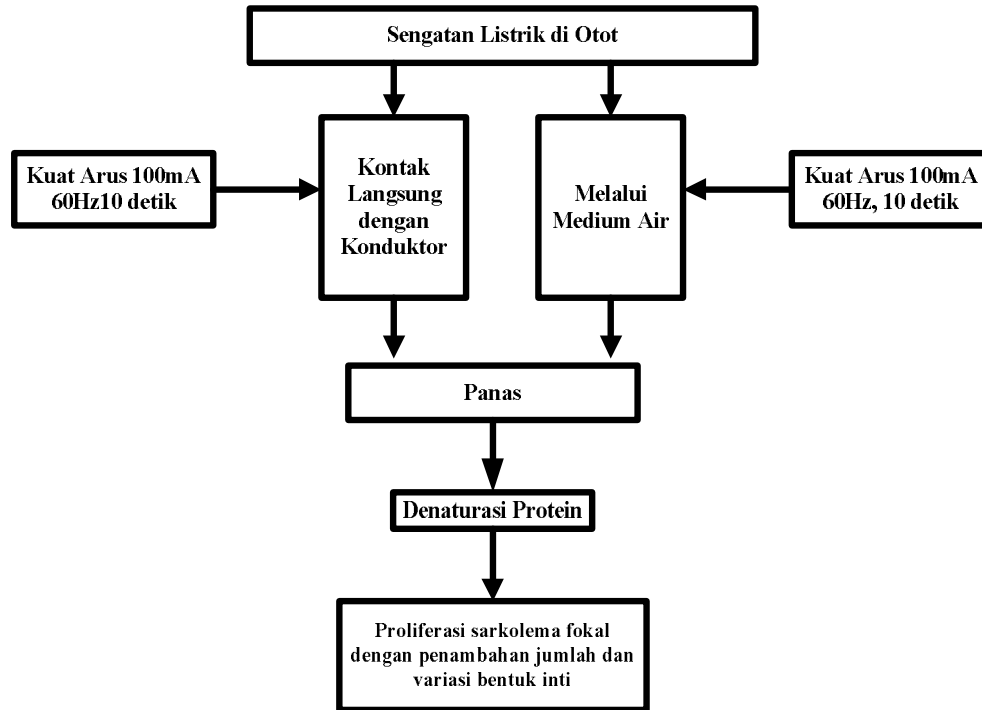 Sengatan Listrik di Otot
Kuat Arus 100mA
60Hz10 detik
Kontak
Langsung
dengan
Konduktor
Melalui
Medium Air
Kuat Arus 100mA
60Hz, 10 detik
Panas
Denaturasi Protein
Proliferasi sarkolema fokal
dengan penambahan jumlah dan
variasi bentuk inti